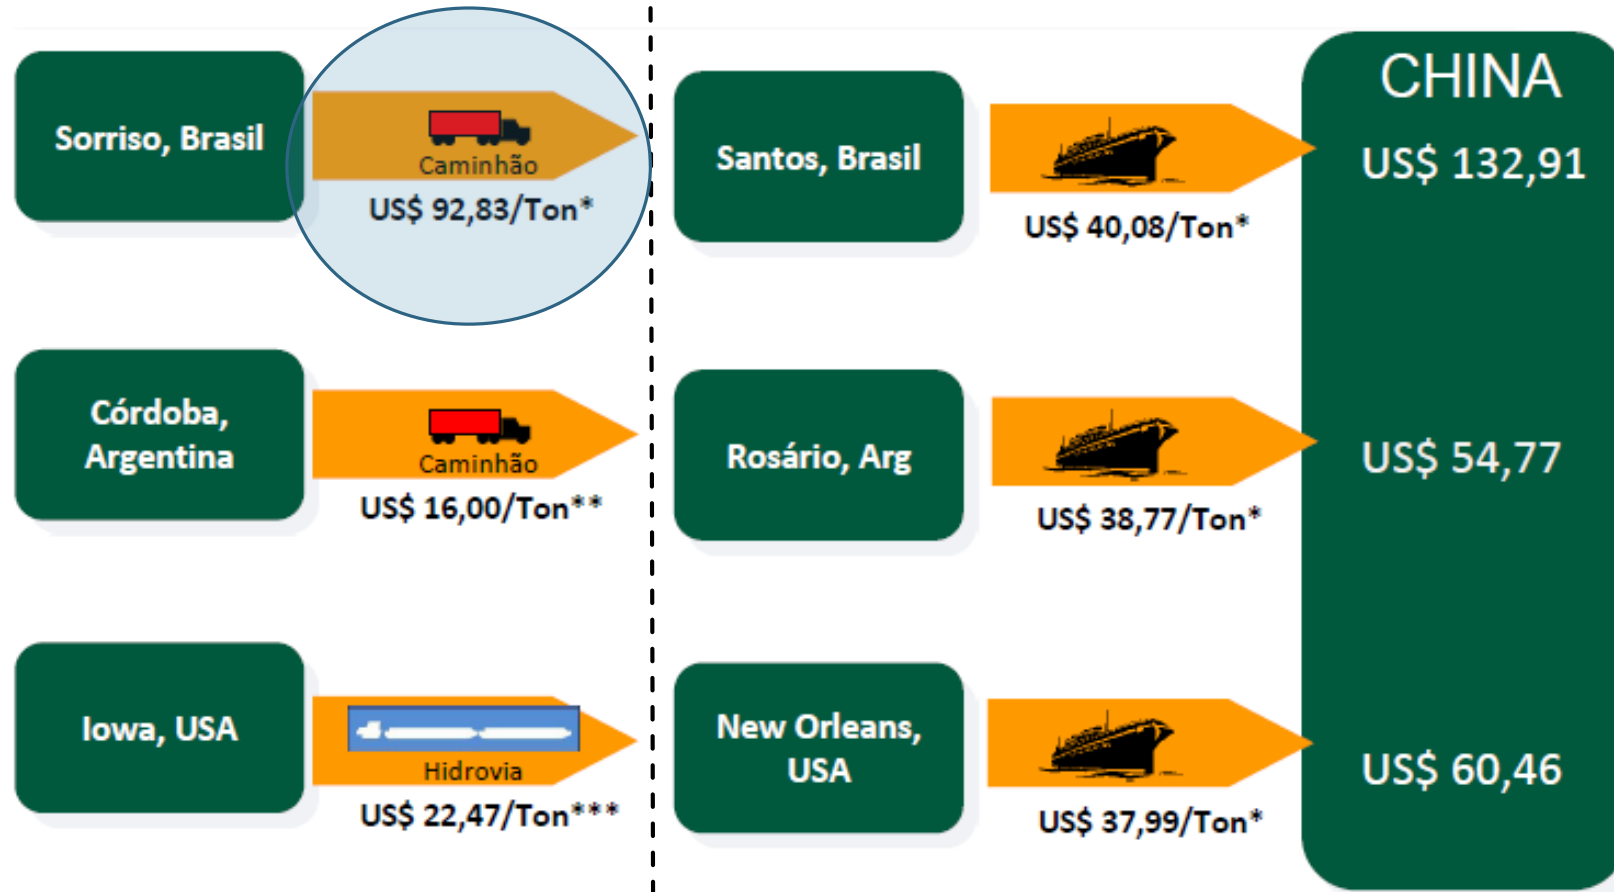 CHINA
Sorriso, Brasil
Caminhão
US$ 92,83/Ton*
Santos, Brasil
US$ 40,08/Ton*
US$ 132,91
Córdoba,
Argentina
Caminhão
US$ 16,00/Ton**
Rosário, Arg
US$ 38,77/Ton*
US$ 54,77
Iowa, USA
Hidrovia
US$ 22,47/Ton***
New Orleans,
USA
US$ 37,99/Ton*
US$ 60,46